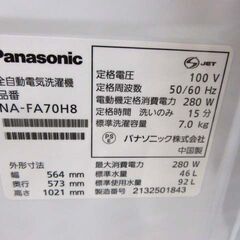 Panasonic
全自動電気洗濯機
品番
NA-FA70H8
外形寸法
幅 564 mm
奥行 573 mm
高さ 1021 mm
JET
定格電圧 100 V
定格周波数 50/60 Hz
電動機定格消費電力 280 W
定格時間 洗いのみ 15分
標準洗濯容量 7.0 kg
PS E パナソニック株式会社
最大消費電力 280 W
標準水量 46 L
標準使用水量 92 L
製造番号 2132501843